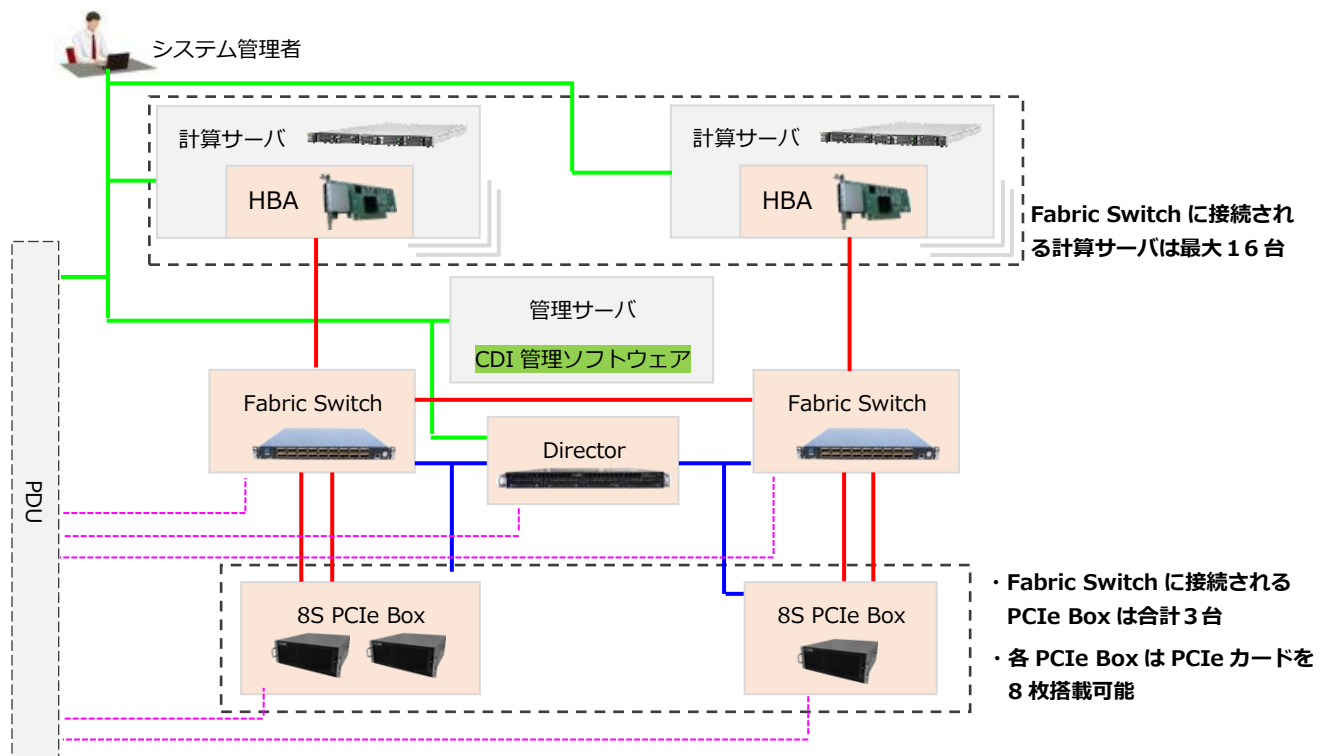 システム管理者
計算サーバ
計算サーバ
HBA
HBA
Fabric Switch に接続され
る計算サーバは最大16台
管理サーバ
CDI 管理ソフトウェア
Fabric Switch
Fabric Switch
Director
PDU
8S PCIe Box
8S PCIe Box
・Fabric Switch に接続される
PCIe Box は合計3台
・各 PCIe Box は PCIe カードを
8 枚搭載可能